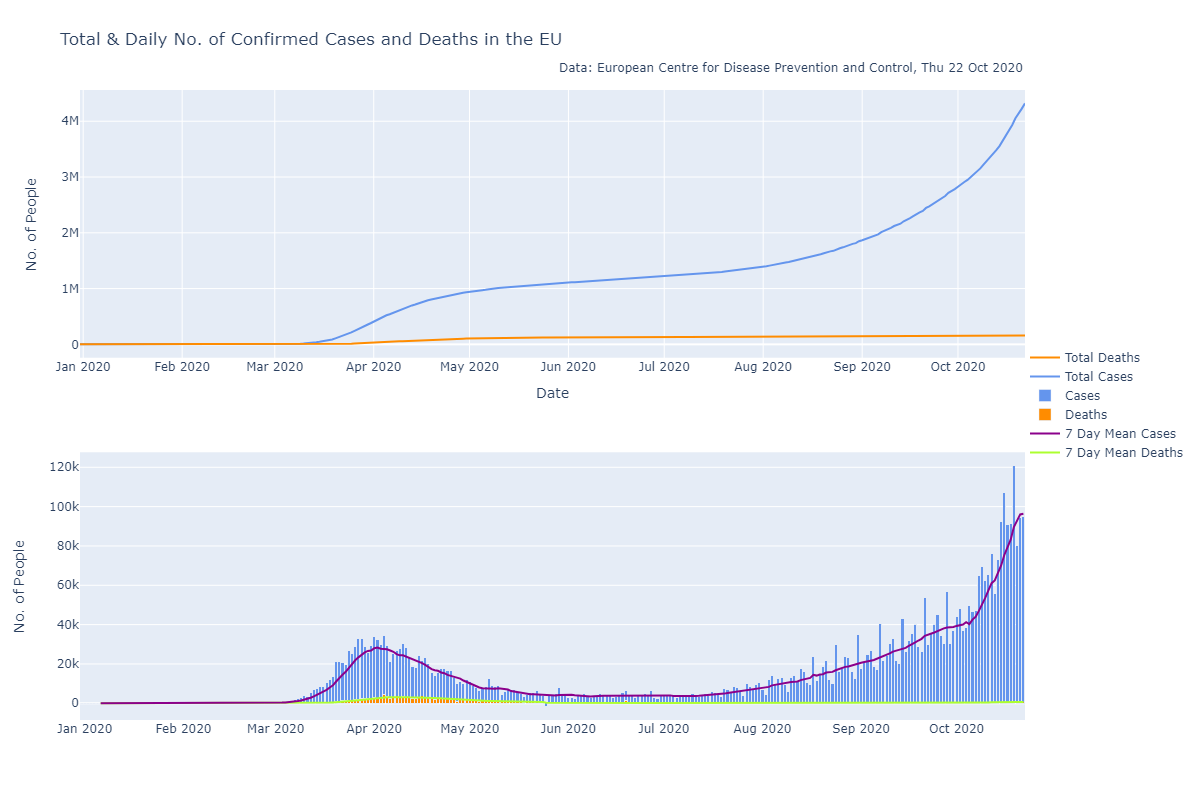 Total & Daily No. of Confirmed Cases and Deaths in the EU
Data: European Centre for Disease Prevention and Control, Thu 22 Oct 2020
No. of People
4M
3M
2M
1M
0
Jan 2020 Feb 2020 Mar 2020 Apr 2020 May 2020 Jun 2020 Jul 2020 Aug 2020 Sep 2020 Oct 2020
Date
Total Deaths
Total Cases
Cases
Deaths
7 Day Mean Cases
7 Day Mean Deaths
No. of People
120k
100k
80k
60k
40k
20k
0
Jan 2020 Feb 2020 Mar 2020 Apr 2020 May 2020 Jun 2020 Jul 2020 Aug 2020 Sep 2020 Oct 2020